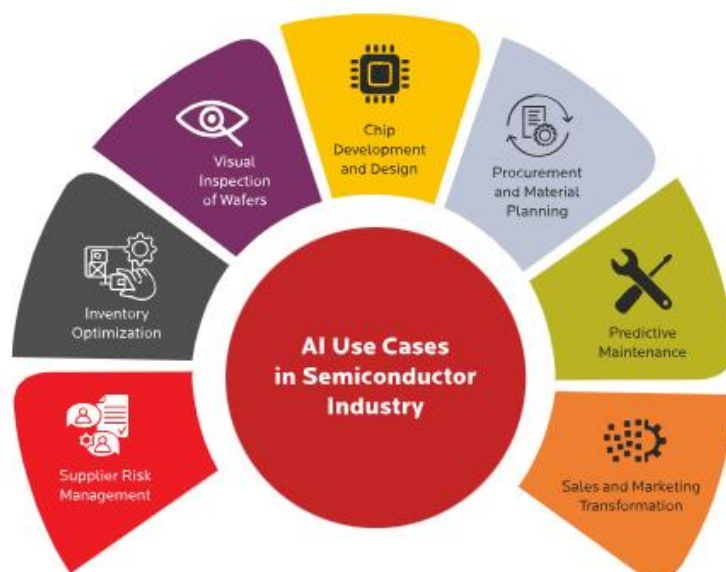 Chip
Development
and Design
Visual
Inspection
of Wafers
Procurement
and Material
Planning
Inventory
Optimization
Predictive
Maintenance
AI Use Cases
in Semiconductor
Industry
Supplier Risk
Management
Sales and Marketing
Transformation